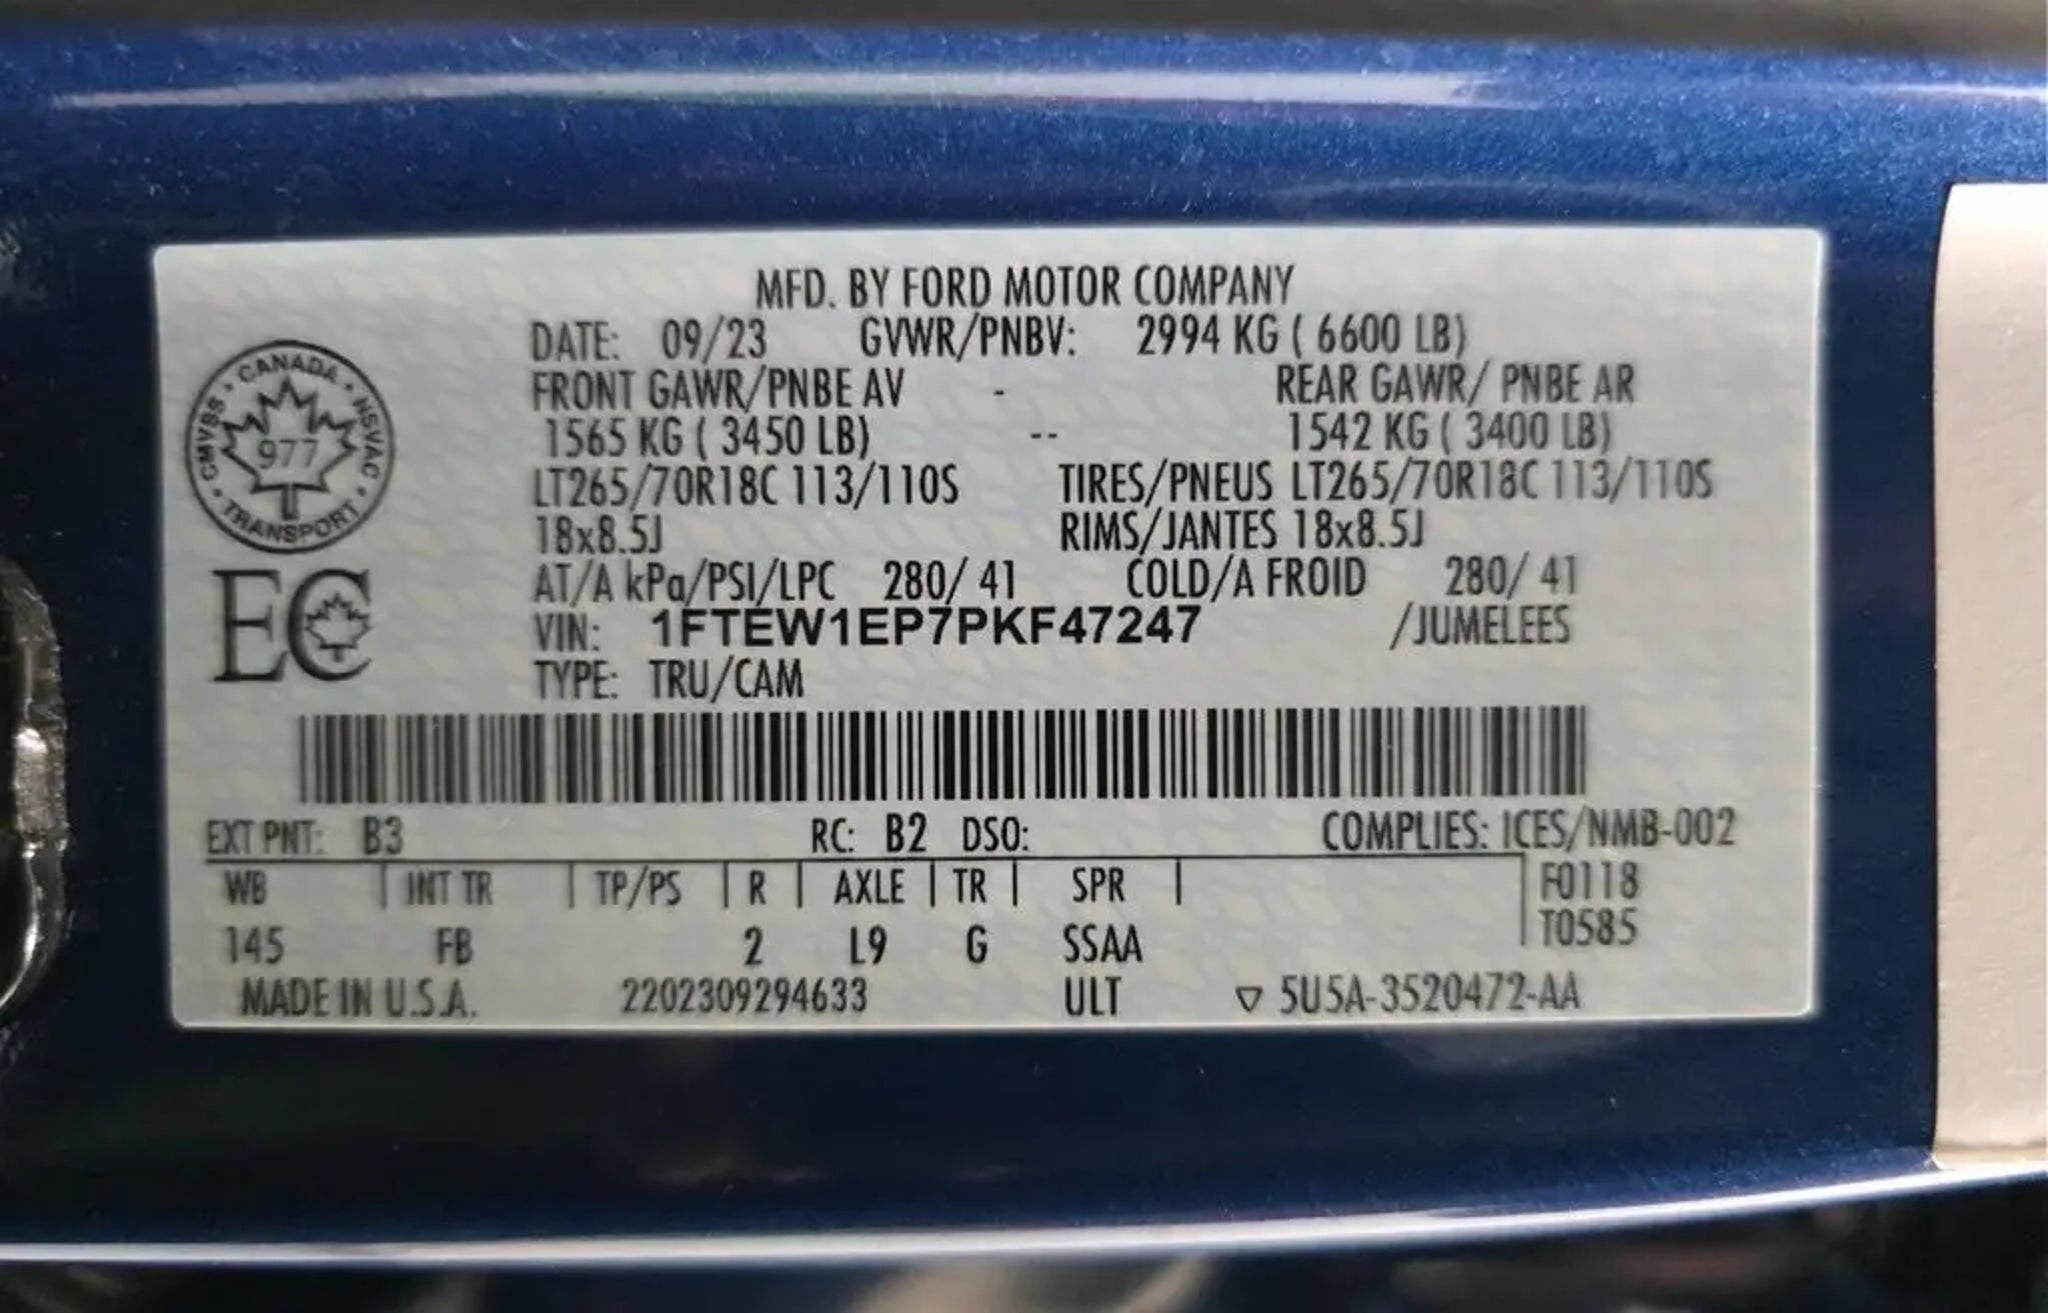 MFD. BY FORD MOTOR COMPANY
DATE: 09/23 GVWR/PNBV: 2994 KG ( 6600 LB)
FRONT GAWR/PNBE AV - REAR GAWR/ PNBE AR
1565 KG ( 3450 LB) -- 1542 KG ( 3400 LB)
LT265/70R18C 113/110S TIRES/PNEUS LT265/70R18C 113/110S
18x8.5J RIMS/JANTES 18x8.5J
AT/A kPa/PSI/LPC 280/ 41 COLD/A FROID 280/ 41
VIN: 1FTEW1EP7PKF47247 /JUMELEES
TYPE: TRU/CAM
CANADA
CMVSS • NSVAC
977
TRANSPORT
EC
EXT PNT: B3 RC: B2 DSO: COMPLIES: ICES/NMB-002
WB | INT TR | TP/PS | R | AXLE | TR | SPR | F0118
T0585
145 FB 2 L9 G SSAA
MADE IN U.S.A. 2202309294633 ULT ▽ 5U5A-3520472-AA